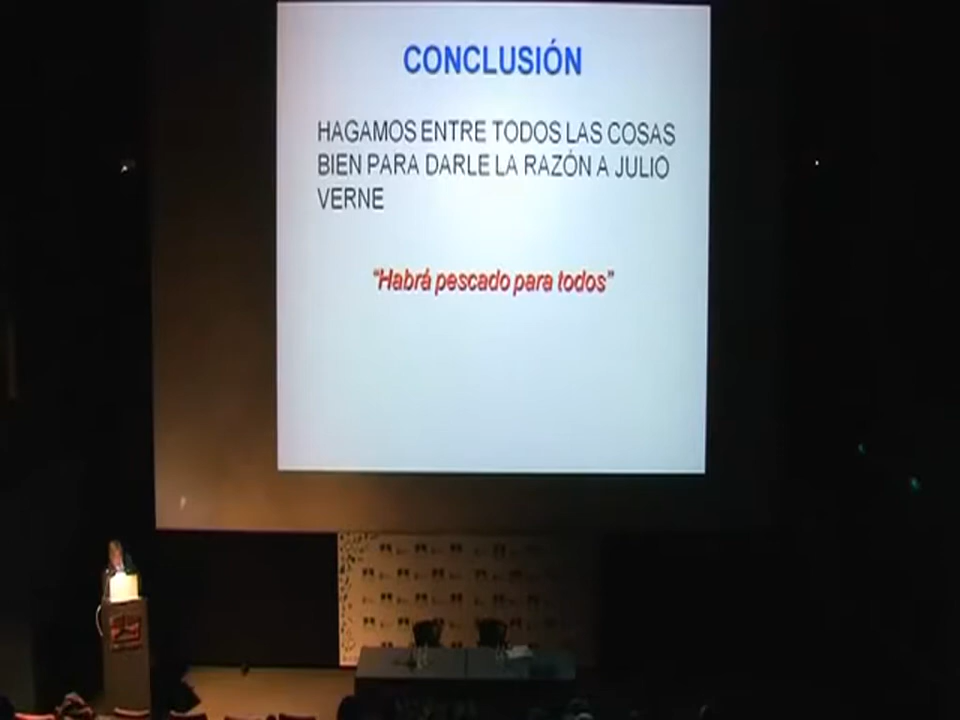 CONCLUSIÓN
HAGAMOS ENTRE TODOS LAS COSAS
BIEN PARA DARLE LA RAZÓN A JULIO
VERNE
“Habrá pescado para todos”